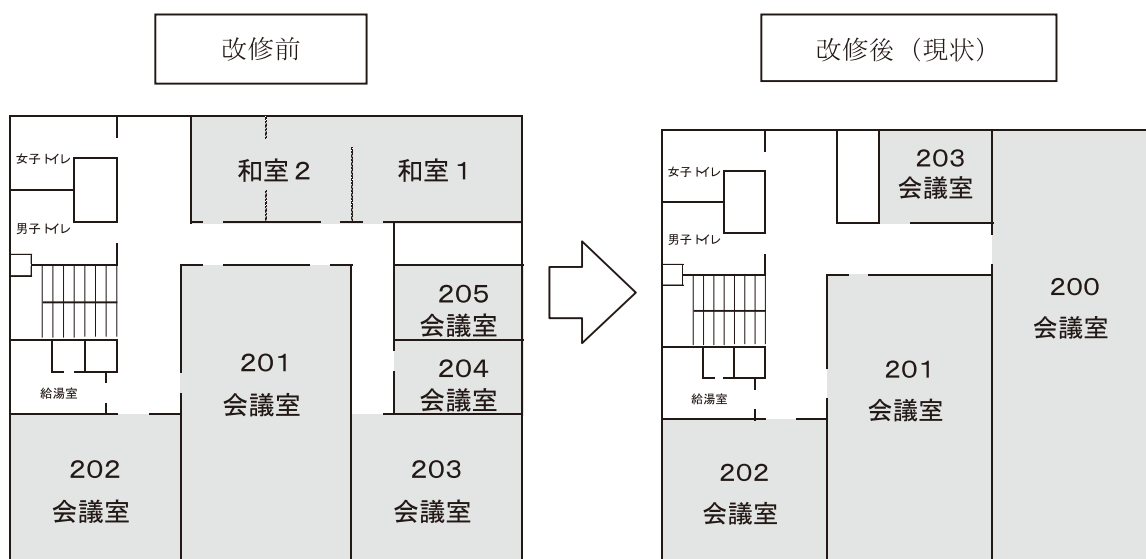 改修前
女子トイレ
男子トイレ
和室２
和室１
205
会議室
204
会議室
201
会議室
給湯室
202
会議室
203
会議室
改修後（現状）
女子トイレ
男子トイレ
203
会議室
200
会議室
201
会議室
給湯室
202
会議室